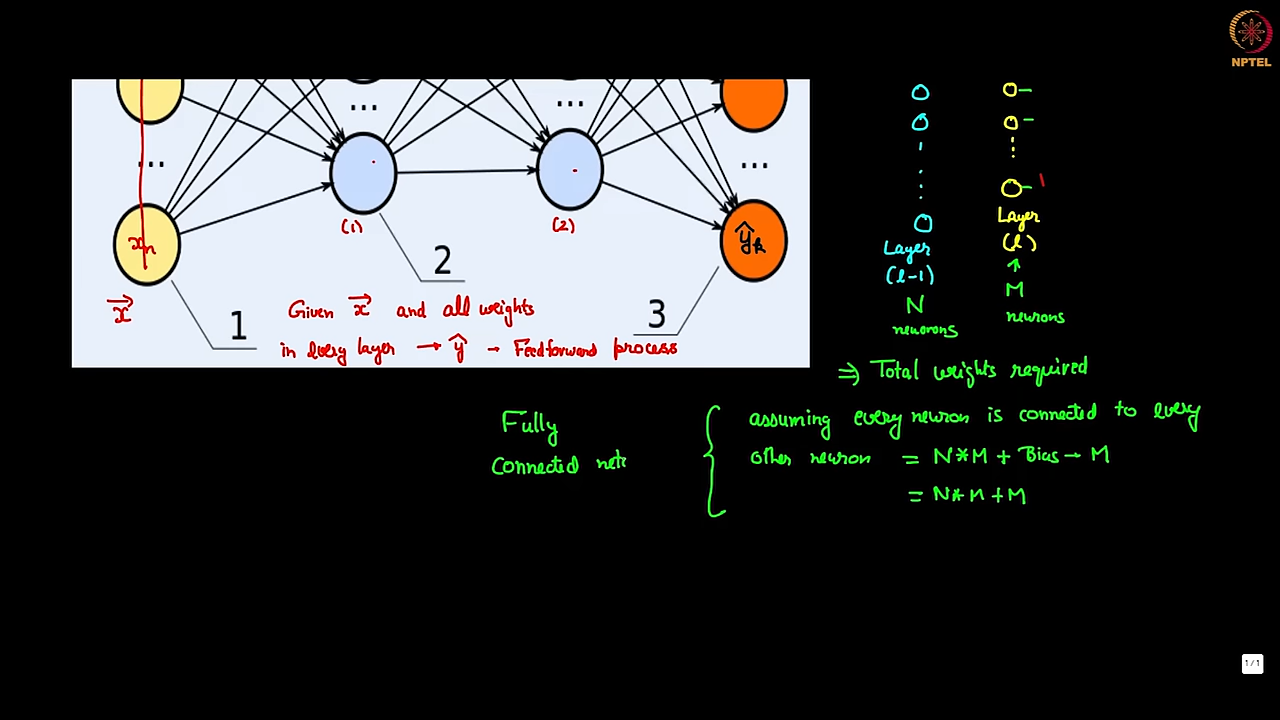 NPTEL
...
...
...
...
x_n
(1)
(2)
ŷ_k
2
1
3
x⃗
Given x⃗ and all weights
in every layer → ŷ - Feedforward process
Layer
(l-1)
N
neurons
Layer
(l)
↑
M
neurons
⇒ Total weights required
assuming every neuron is connected to every
other neuron = N*M + Bias → M
= N*M + M
Fully
connected net
1/1